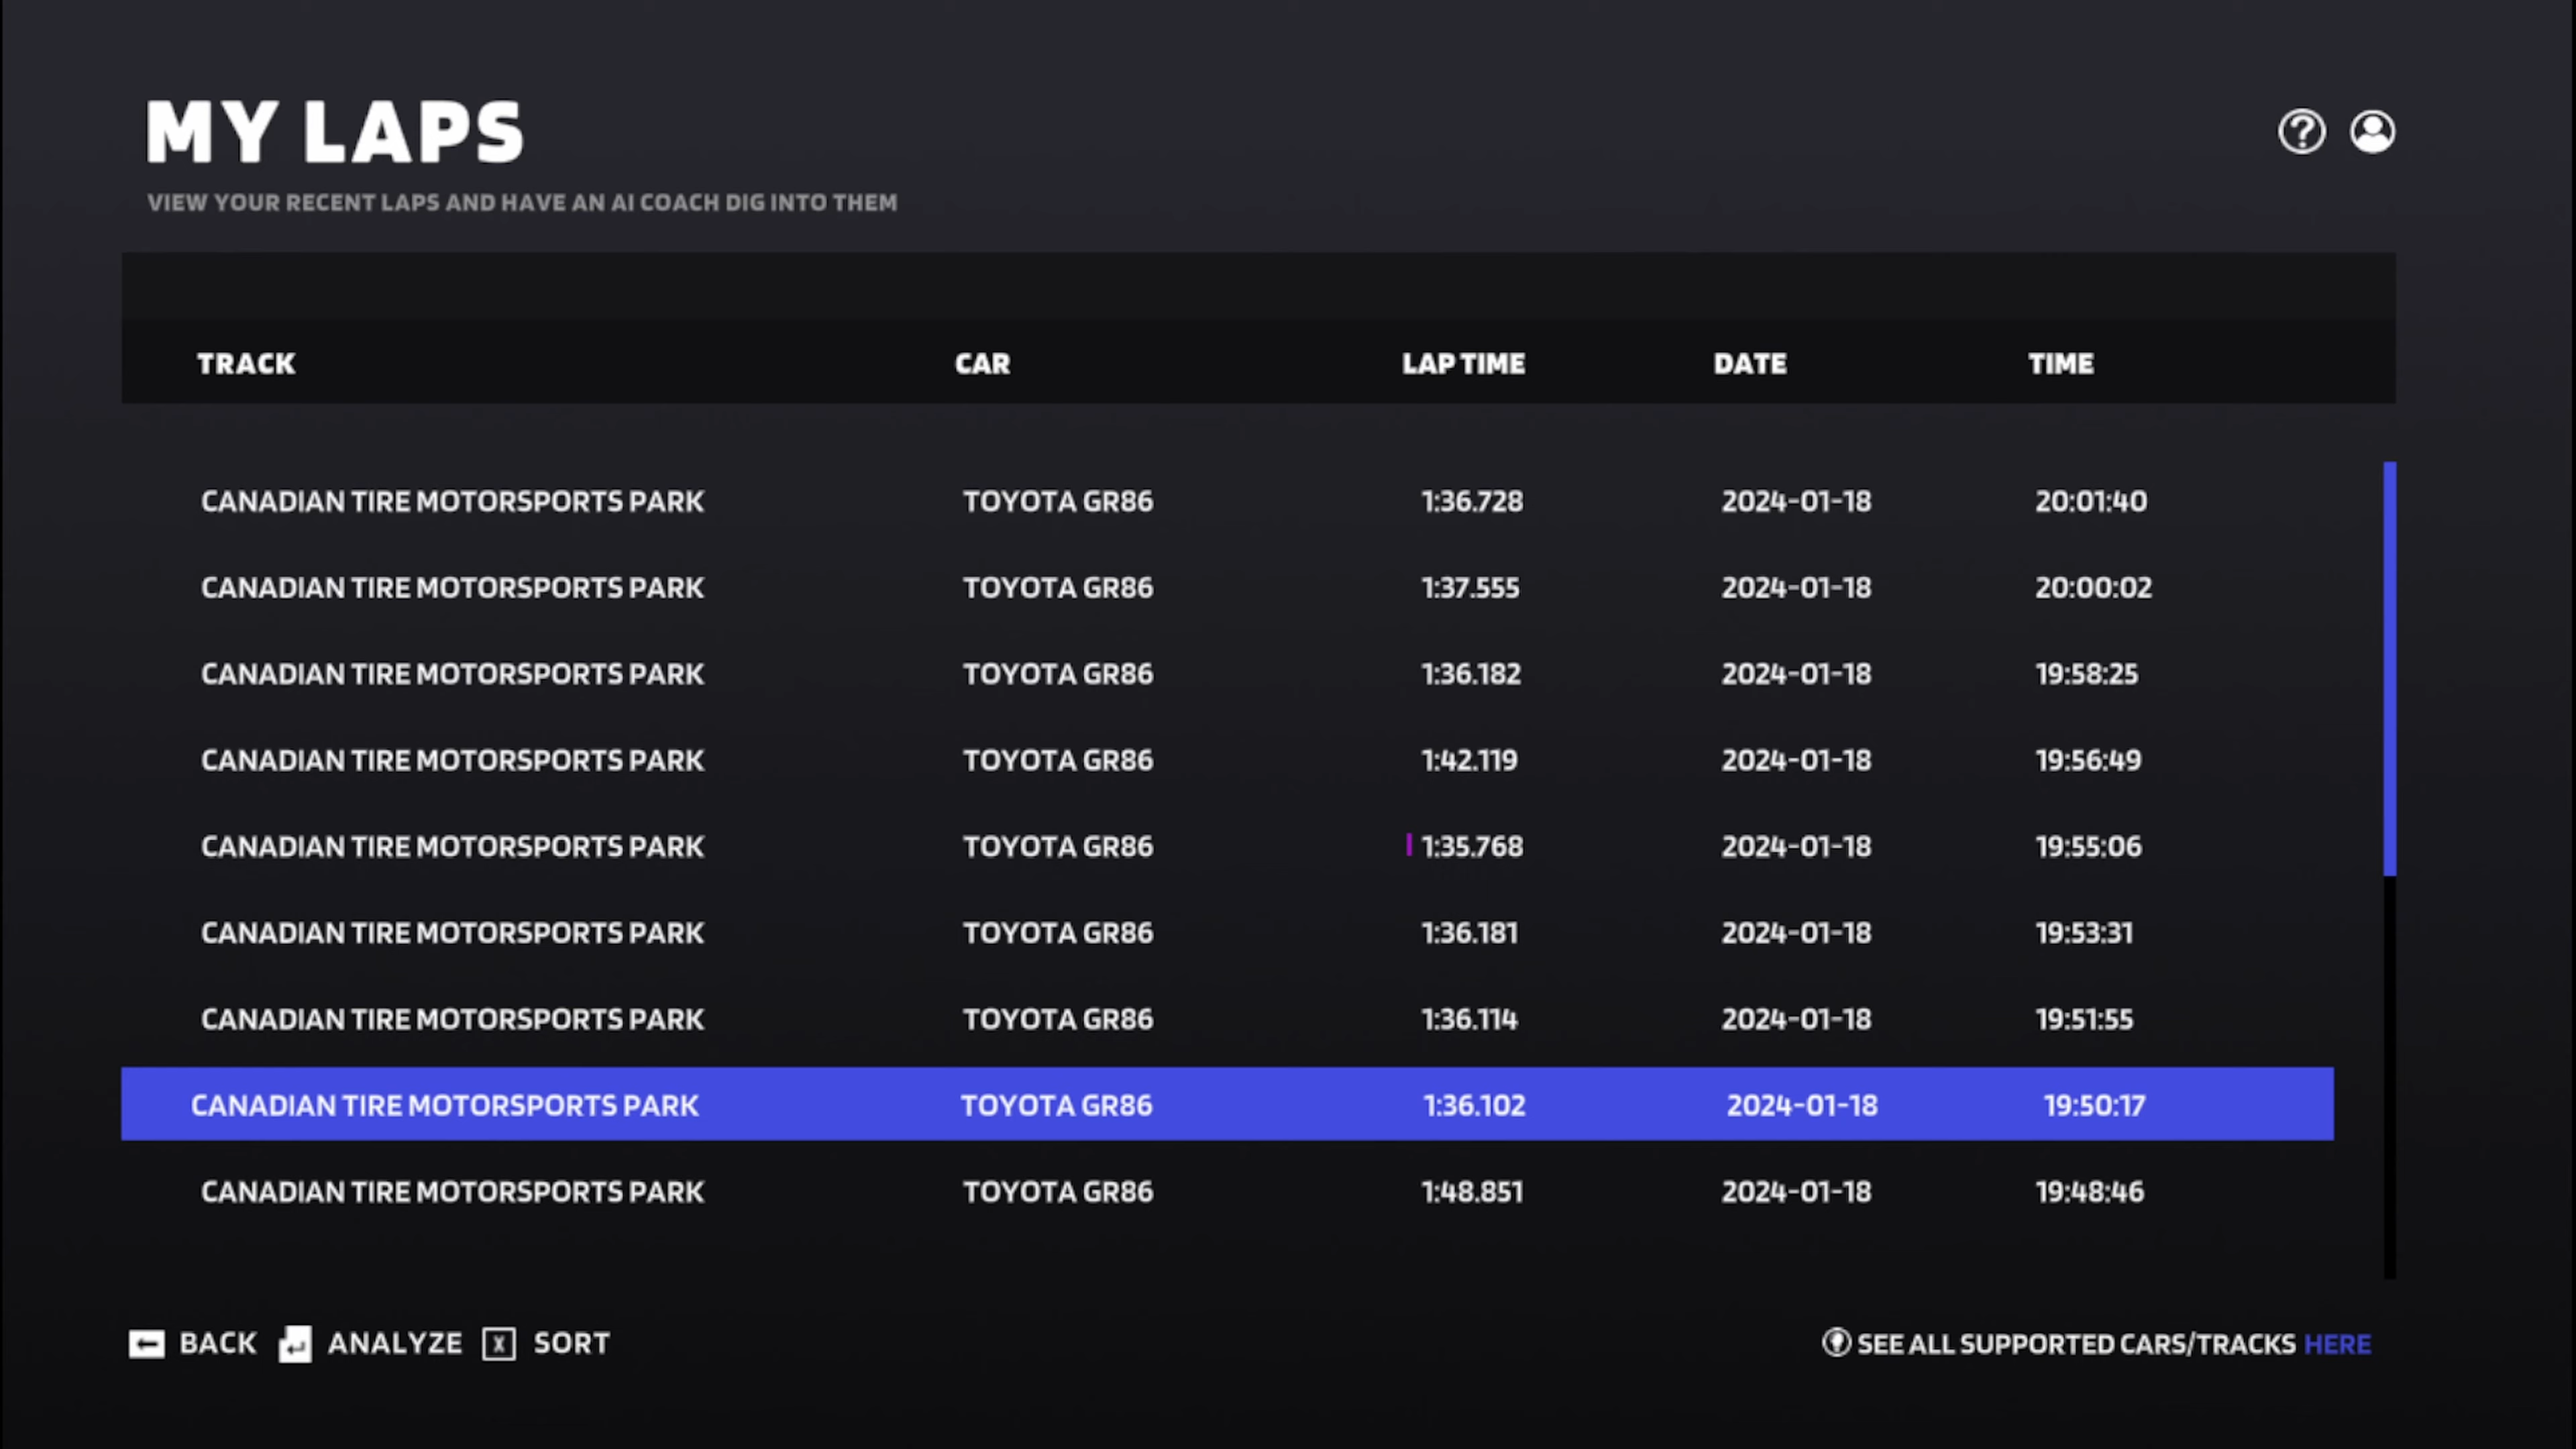 MY LAPS
VIEW YOUR RECENT LAPS AND HAVE AN AI COACH DIG INTO THEM
TRACK CAR LAP TIME DATE TIME
CANADIAN TIRE MOTORSPORTS PARK TOYOTA GR86 1:36.728 2024-01-18 20:01:40
CANADIAN TIRE MOTORSPORTS PARK TOYOTA GR86 1:37.555 2024-01-18 20:00:02
CANADIAN TIRE MOTORSPORTS PARK TOYOTA GR86 1:36.182 2024-01-18 19:58:25
CANADIAN TIRE MOTORSPORTS PARK TOYOTA GR86 1:42.119 2024-01-18 19:56:49
CANADIAN TIRE MOTORSPORTS PARK TOYOTA GR86 1:35.768 2024-01-18 19:55:06
CANADIAN TIRE MOTORSPORTS PARK TOYOTA GR86 1:36.181 2024-01-18 19:53:31
CANADIAN TIRE MOTORSPORTS PARK TOYOTA GR86 1:36.114 2024-01-18 19:51:55
CANADIAN TIRE MOTORSPORTS PARK TOYOTA GR86 1:36.102 2024-01-18 19:50:17
CANADIAN TIRE MOTORSPORTS PARK TOYOTA GR86 1:48.851 2024-01-18 19:48:46
BACK ANALYZE X SORT SEE ALL SUPPORTED CARS/TRACKS HERE